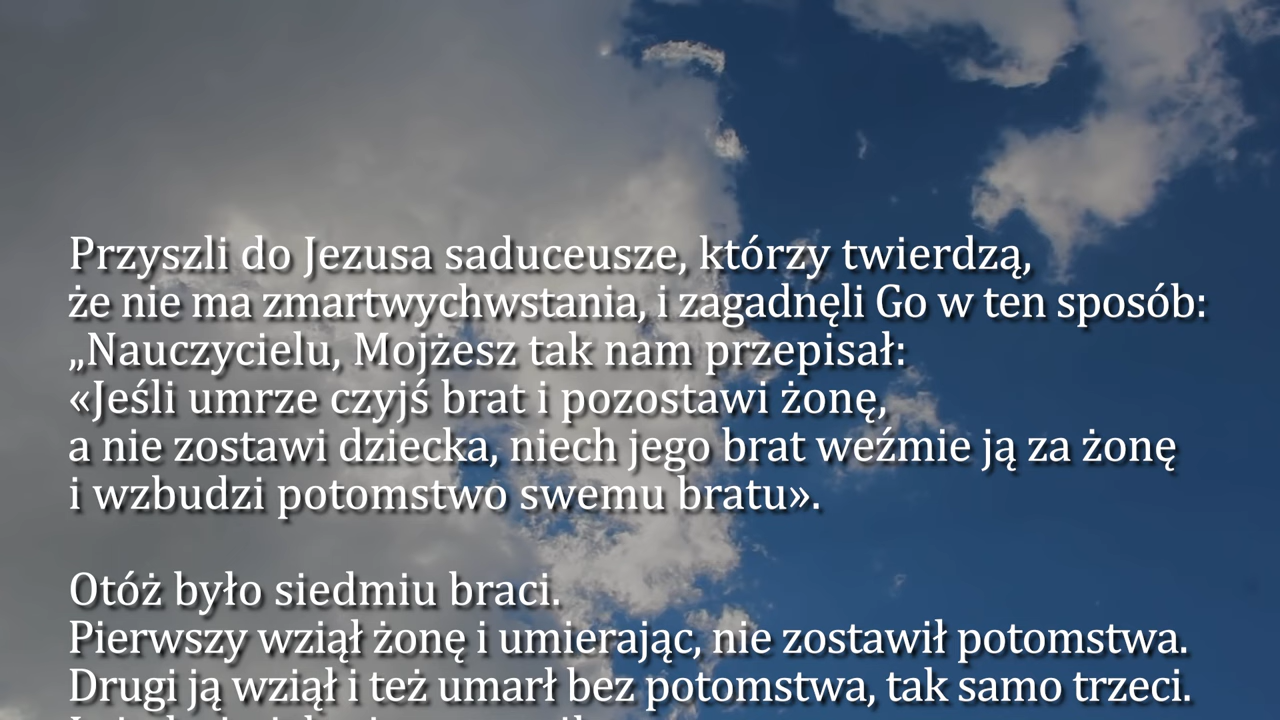 Przyszli do Jezusa saduceusze, którzy twierdzą,
że nie ma zmartwychwstania, i zagadnęli Go w ten sposób:
„Nauczycielu, Mojżesz tak nam przepisał:
«Jeśli umrze czyjś brat i pozostawi żonę,
a nie zostawi dziecka, niech jego brat weźmie ją za żonę
i wzbudzi potomstwo swemu bratu».
Otóż było siedmiu braci.
Pierwszy wziął żonę i umierając, nie zostawił potomstwa.
Drugi ją wziął i też umarł bez potomstwa, tak samo trzeci.